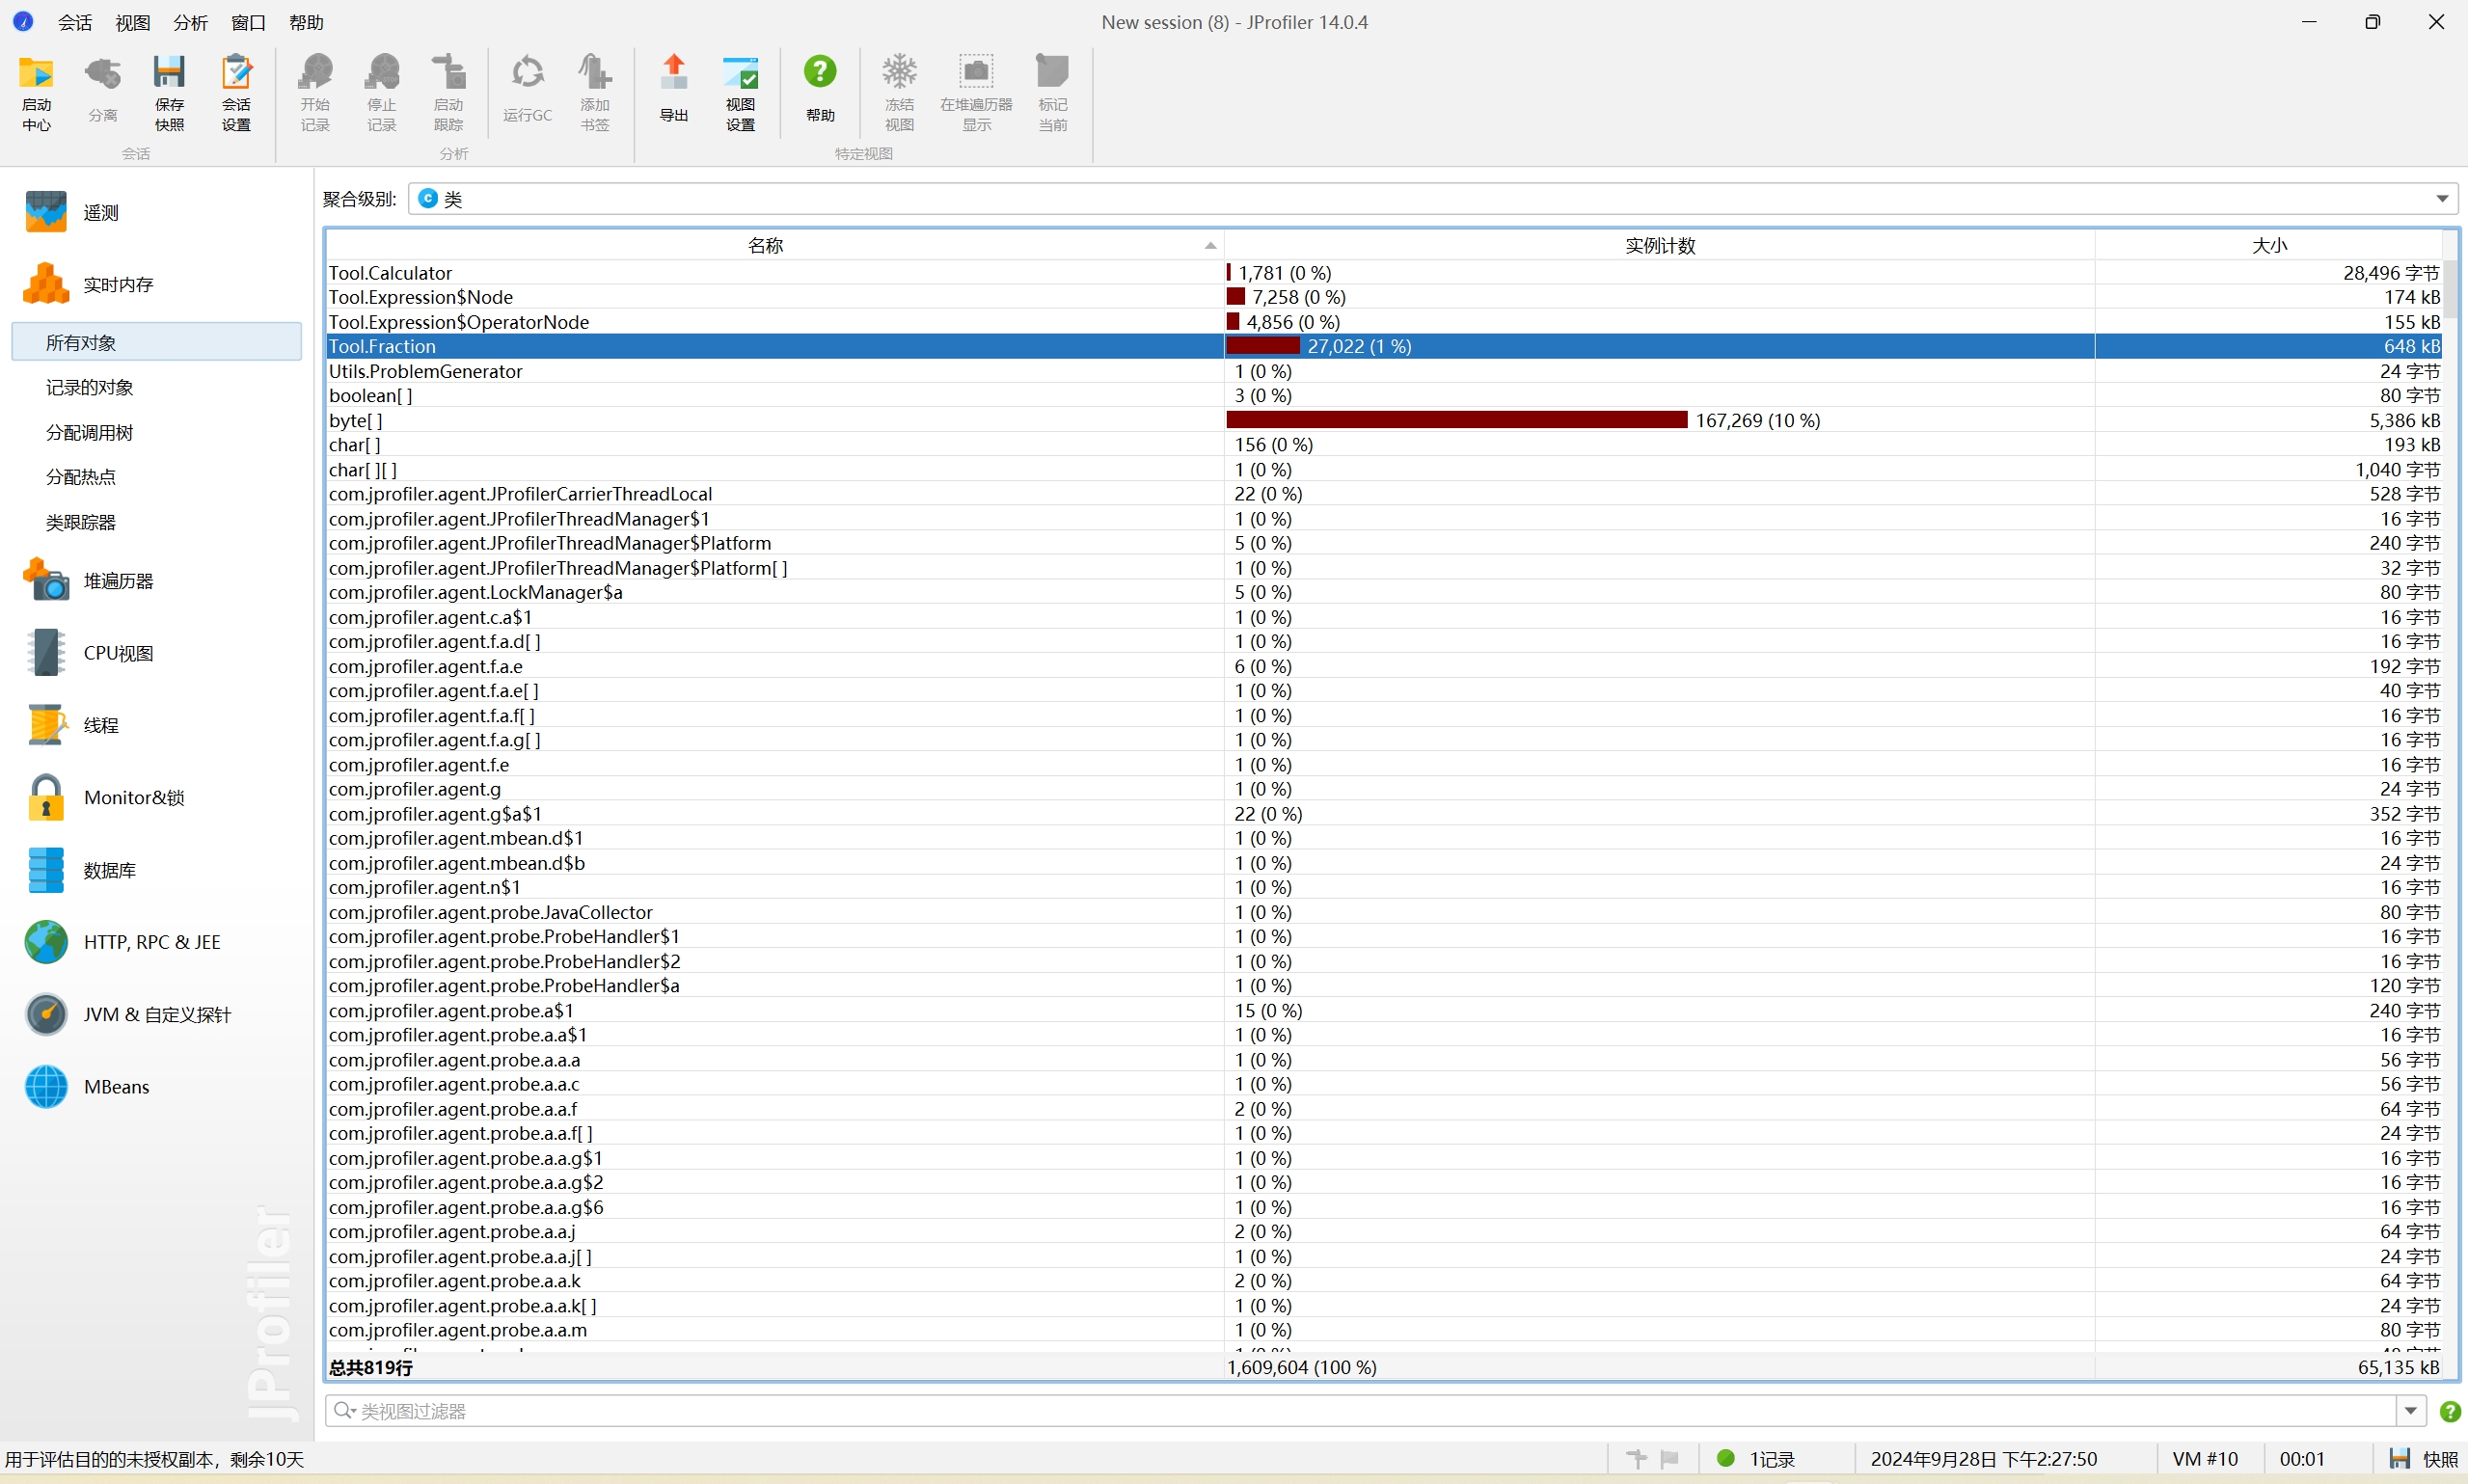 会话 视图 分析 窗口 帮助
New session (8) - JProfiler 14.0.4
启动中心 分离 保存快照 会话设置 开始记录 停止记录 启动跟踪 运行GC 添加书签 导出 视图设置 帮助 冻结视图 在堆遍历器显示 标记当前
会话 分析 特定视图
遥测
实时内存
所有对象
记录的对象
分配调用树
分配热点
类跟踪器
堆遍历器
CPU视图
线程
Monitor&锁
数据库
HTTP, RPC & JEE
JVM & 自定义探针
MBeans
JProfiler
聚合级别: C 类
名称 实例计数 大小
Tool.Calculator 1,781 (0 %) 28,496 字节
Tool.Expression$Node 7,258 (0 %) 174 kB
Tool.Expression$OperatorNode 4,856 (0 %) 155 kB
Tool.Fraction 27,022 (1 %) 648 kB
Utils.ProblemGenerator 1 (0 %) 24 字节
boolean[ ] 3 (0 %) 80 字节
byte[ ] 167,269 (10 %) 5,386 kB
char[ ] 156 (0 %) 193 kB
char[ ][ ] 1 (0 %) 1,040 字节
com.jprofiler.agent.JProfilerCarrierThreadLocal 22 (0 %) 528 字节
com.jprofiler.agent.JProfilerThreadManager$1 1 (0 %) 16 字节
com.jprofiler.agent.JProfilerThreadManager$Platform 5 (0 %) 240 字节
com.jprofiler.agent.JProfilerThreadManager$Platform[ ] 1 (0 %) 32 字节
com.jprofiler.agent.LockManager$a 5 (0 %) 80 字节
com.jprofiler.agent.c.a$1 1 (0 %) 16 字节
com.jprofiler.agent.f.a.d[ ] 1 (0 %) 16 字节
com.jprofiler.agent.f.a.e 6 (0 %) 192 字节
com.jprofiler.agent.f.a.e[ ] 1 (0 %) 40 字节
com.jprofiler.agent.f.a.f[ ] 1 (0 %) 16 字节
com.jprofiler.agent.f.a.g[ ] 1 (0 %) 16 字节
com.jprofiler.agent.f.e 1 (0 %) 16 字节
com.jprofiler.agent.g 1 (0 %) 24 字节
com.jprofiler.agent.g$a$1 22 (0 %) 352 字节
com.jprofiler.agent.mbean.d$1 1 (0 %) 16 字节
com.jprofiler.agent.mbean.d$b 1 (0 %) 24 字节
com.jprofiler.agent.n$1 1 (0 %) 16 字节
com.jprofiler.agent.probe.JavaCollector 1 (0 %) 80 字节
com.jprofiler.agent.probe.ProbeHandler$1 1 (0 %) 16 字节
com.jprofiler.agent.probe.ProbeHandler$2 1 (0 %) 16 字节
com.jprofiler.agent.probe.ProbeHandler$a 1 (0 %) 120 字节
com.jprofiler.agent.probe.a$1 15 (0 %) 240 字节
com.jprofiler.agent.probe.a.a$1 1 (0 %) 16 字节
com.jprofiler.agent.probe.a.a.a 1 (0 %) 56 字节
com.jprofiler.agent.probe.a.a.c 1 (0 %) 56 字节
com.jprofiler.agent.probe.a.a.f 2 (0 %) 64 字节
com.jprofiler.agent.probe.a.a.f[ ] 1 (0 %) 24 字节
com.jprofiler.agent.probe.a.a.g$1 1 (0 %) 16 字节
com.jprofiler.agent.probe.a.a.g$2 1 (0 %) 16 字节
com.jprofiler.agent.probe.a.a.g$6 1 (0 %) 16 字节
com.jprofiler.agent.probe.a.a.j 2 (0 %) 64 字节
com.jprofiler.agent.probe.a.a.j[ ] 1 (0 %) 24 字节
com.jprofiler.agent.probe.a.a.k 2 (0 %) 64 字节
com.jprofiler.agent.probe.a.a.k[ ] 1 (0 %) 24 字节
com.jprofiler.agent.probe.a.a.m 1 (0 %) 80 字节
总共819行 1,609,604 (100 %) 65,135 kB
类视图过滤器
用于评估目的的未授权副本，剩余10天 1记录 2024年9月28日 下午2:27:50 VM #10 00:01 快照